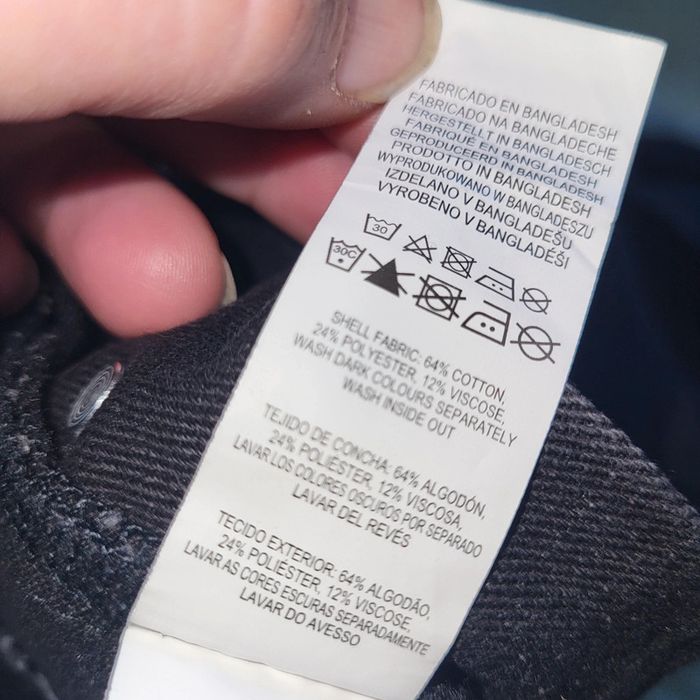 FABRICADO EN BANGLADESH
FABRICADO NA BANGLADECHE
HERGESTELLT IN BANGLADESCH
FABRIQUÉ EN BANGLADESH
GEPRODUCEERD IN BANGLADESH
PRODOTTO IN BANGLADESH
WYPRODUKOWANO W BANGLADESZU
IZDELANO V BANGLADEŠU
VYROBENO V BANGLADÉŠI
30
30C
SHELL FABRIC: 64% COTTON,
24% POLYESTER, 12% VISCOSE,
WASH DARK COLOURS SEPARATELY
WASH INSIDE OUT
TEJIDO DE CONCHA: 64% ALGODÓN,
24% POLIÉSTER, 12% VISCOSA,
LAVAR LOS COLORES OSCUROS POR SEPARADO
LAVAR DEL REVÉS
TECIDO EXTERIOR: 64% ALGODÃO,
24% POLIÉSTER, 12% VISCOSE,
LAVAR AS CORES ESCURAS SEPARADAMENTE
LAVAR DO AVESSO